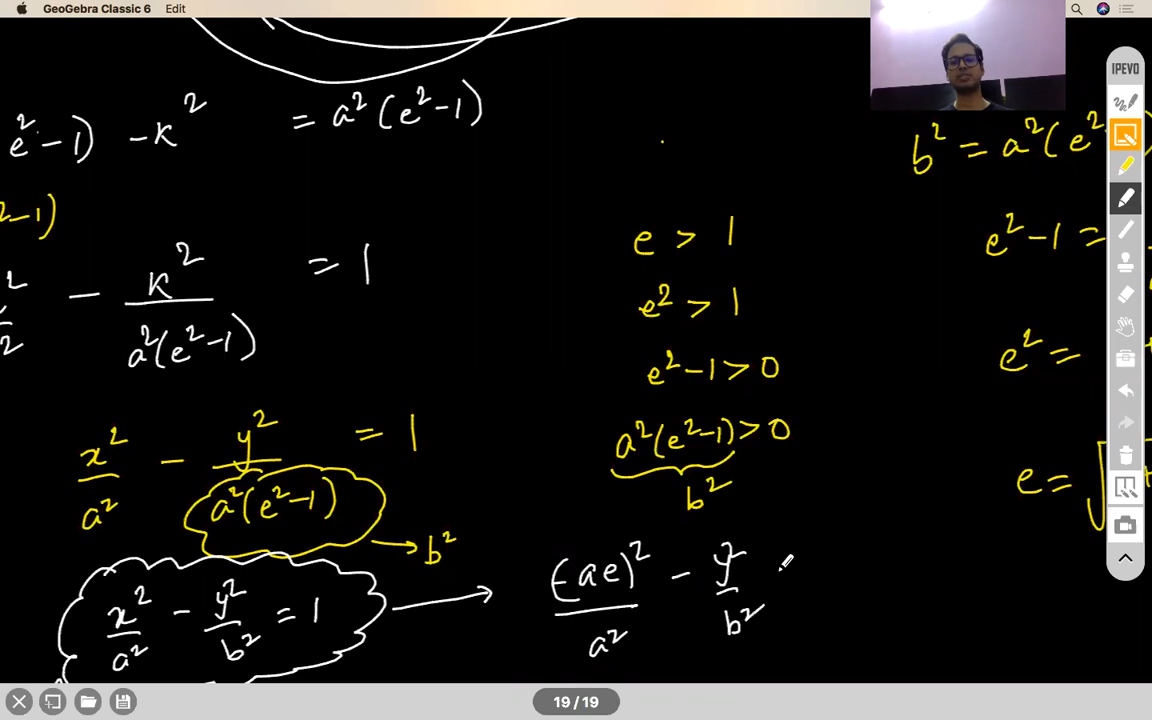 GeoGebra Classic 6 Edit
IPEVO
e² - 1) - K² = a² (e² - 1)
b² = a² ( e²
² - 1)
e > 1
e² - 1 =
- K² / a²(e² - 1) = 1
e² > 1
e² =
e² - 1 > 0
x² / a² - y² / a²(e² - 1) = 1
a²(e² - 1) > 0
b²
e = √
b²
x² / a² - y² / b² = 1
(-ae)² / a² - y² / b²
19 / 19